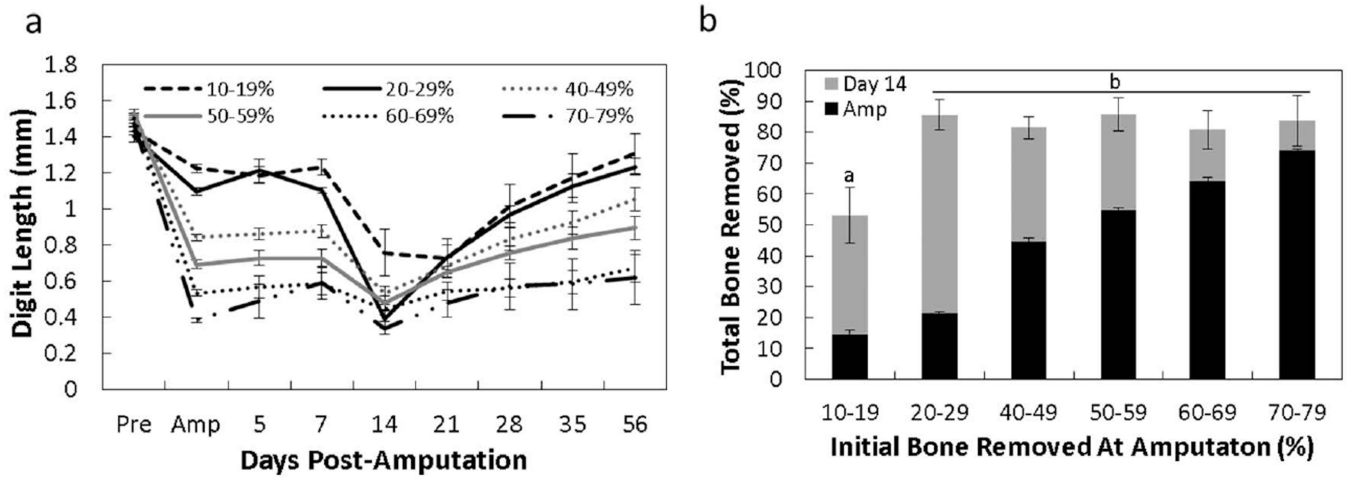 a
Digit Length (mm)
1.8
1.6
1.4
1.2
1
0.8
0.6
0.4
0.2
0
10-19% 20-29% 40-49%
50-59% 60-69% 70-79%
Pre Amp 5 7 14 21 28 35 56
Days Post-Amputation
b
Total Bone Removed (%)
100
90
80
70
60
50
40
30
20
10
0
Day 14
Amp
a
b
10-19 20-29 40-49 50-59 60-69 70-79
Initial Bone Removed At Amputaton (%)